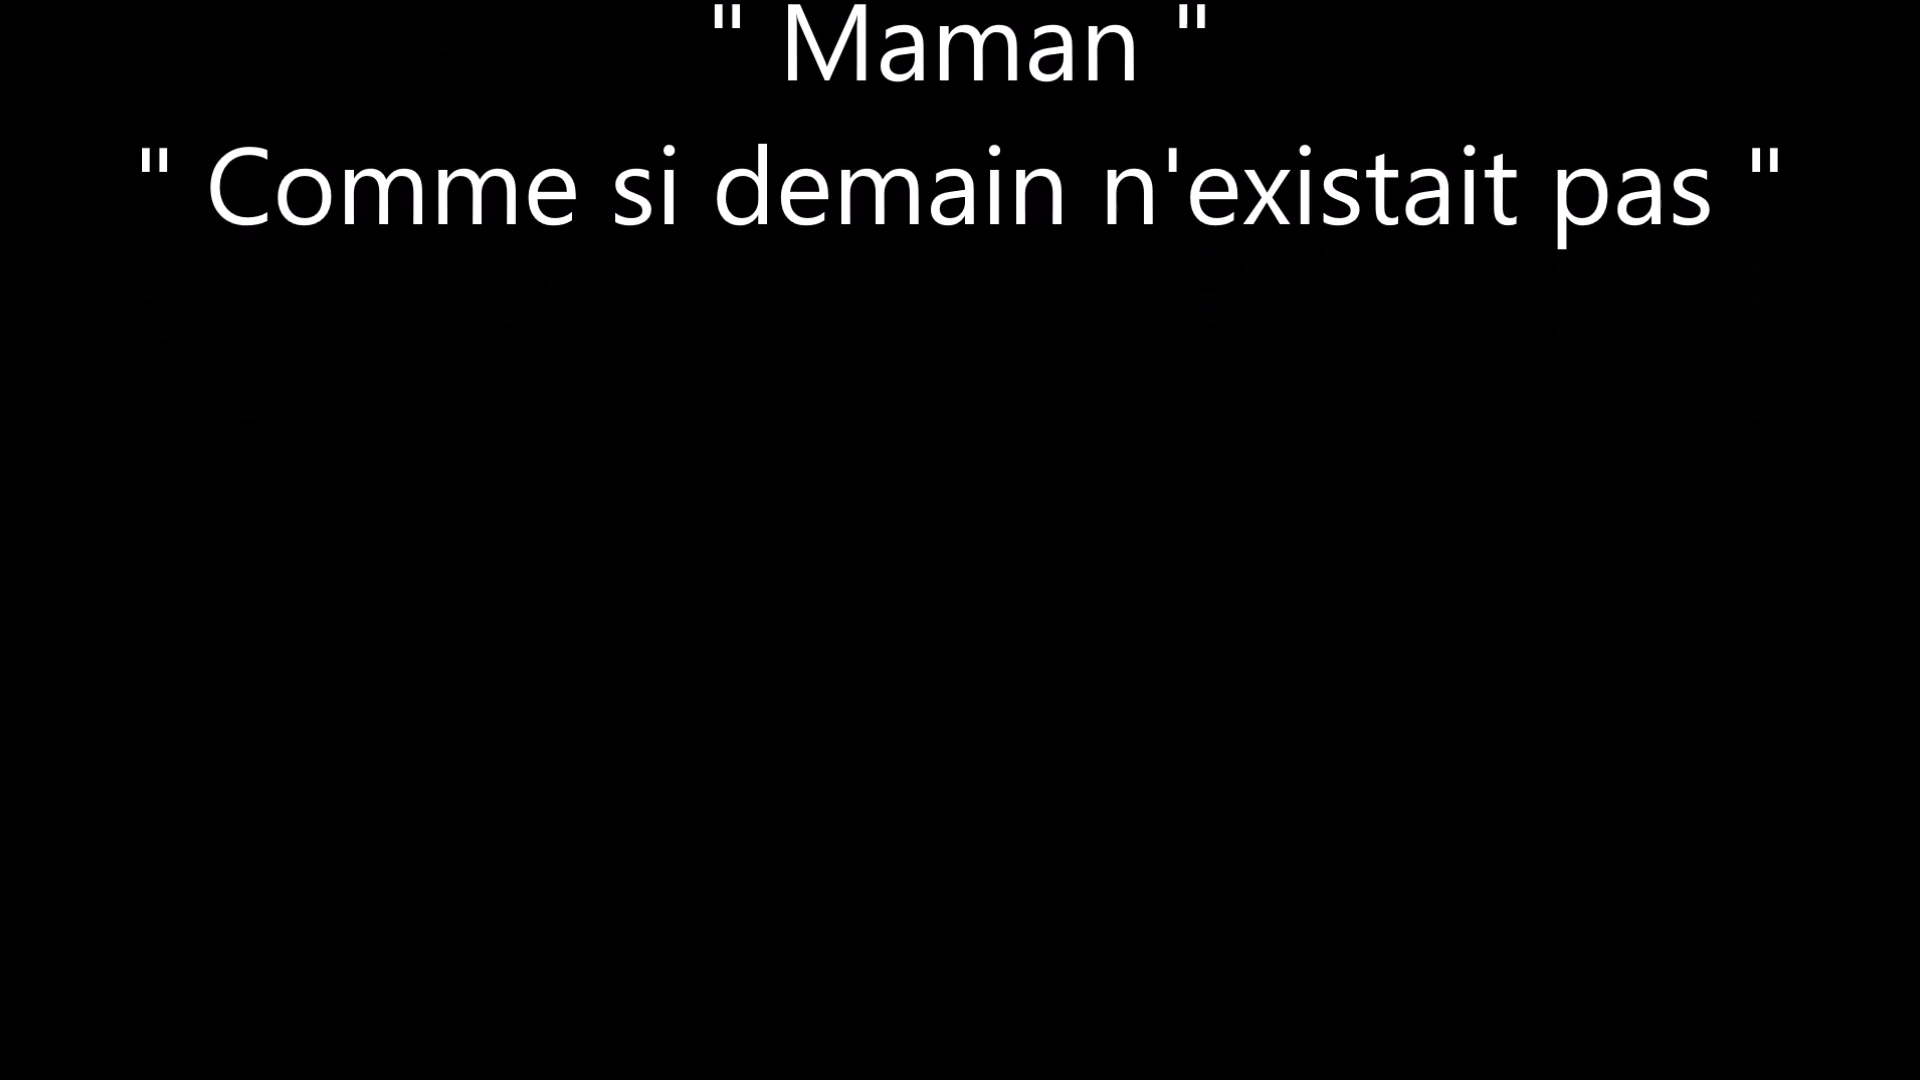 " Maman "
" Comme si demain n'existait pas "